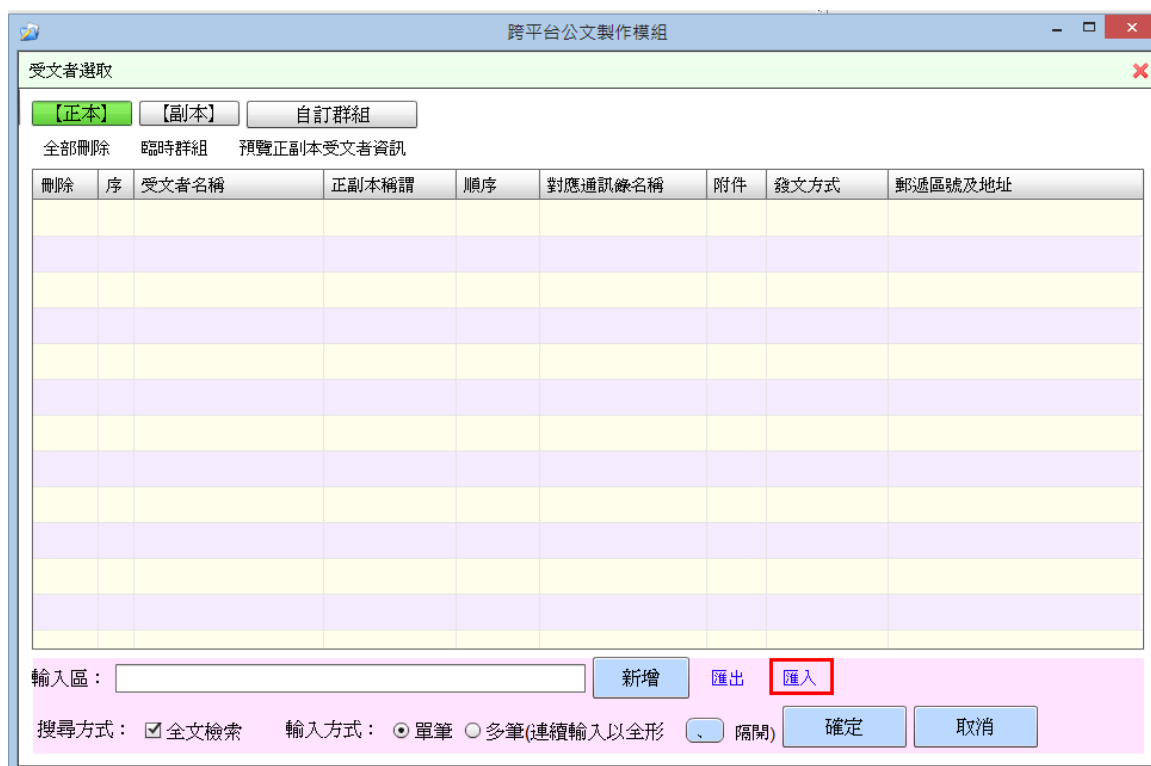 跨平台公文製作模組
受文者選取
【正本】 【副本】 自訂群組
全部刪除 臨時群組 預覽正副本受文者資訊
刪除 序 受文者名稱 正副本稱謂 順序 對應通訊錄名稱 附件 發文方式 郵遞區號及地址
輸入區： 新增 匯出 匯入
搜尋方式： 全文檢索 輸入方式： 單筆 多筆(連續輸入以全形 、 隔開) 確定 取消